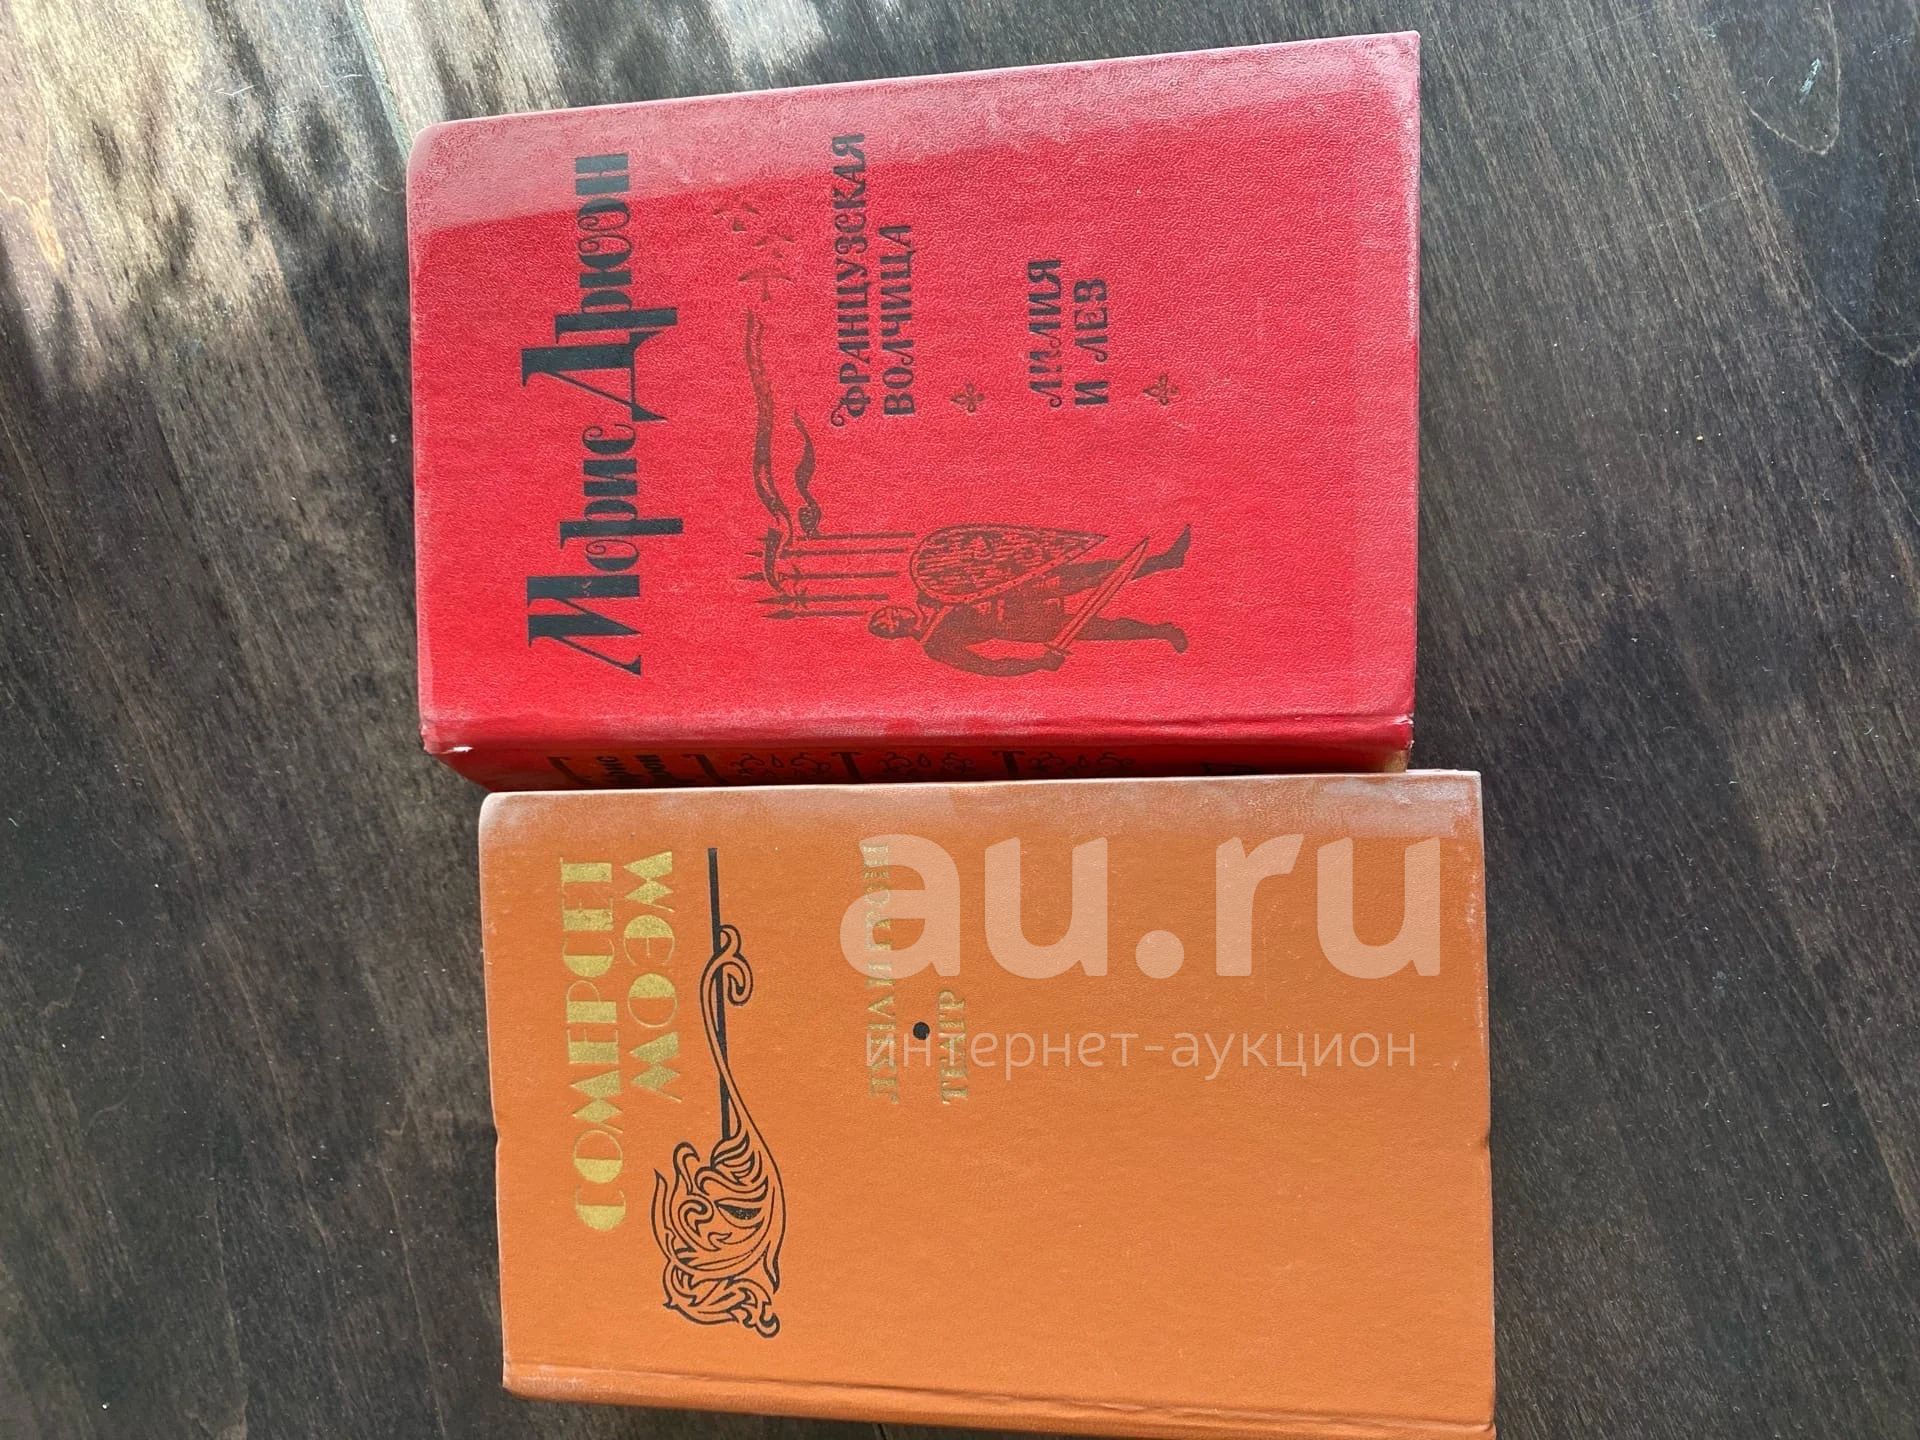 Морис Дрюон
ФРАНЦУЗСКАЯ
ВОЛЧИЦА
ЛИЛИЯ
И ЛЕВ
СОМЕРСЕТ
МОЭМ
ТЕАТР
au.ru
интернет-аукцион